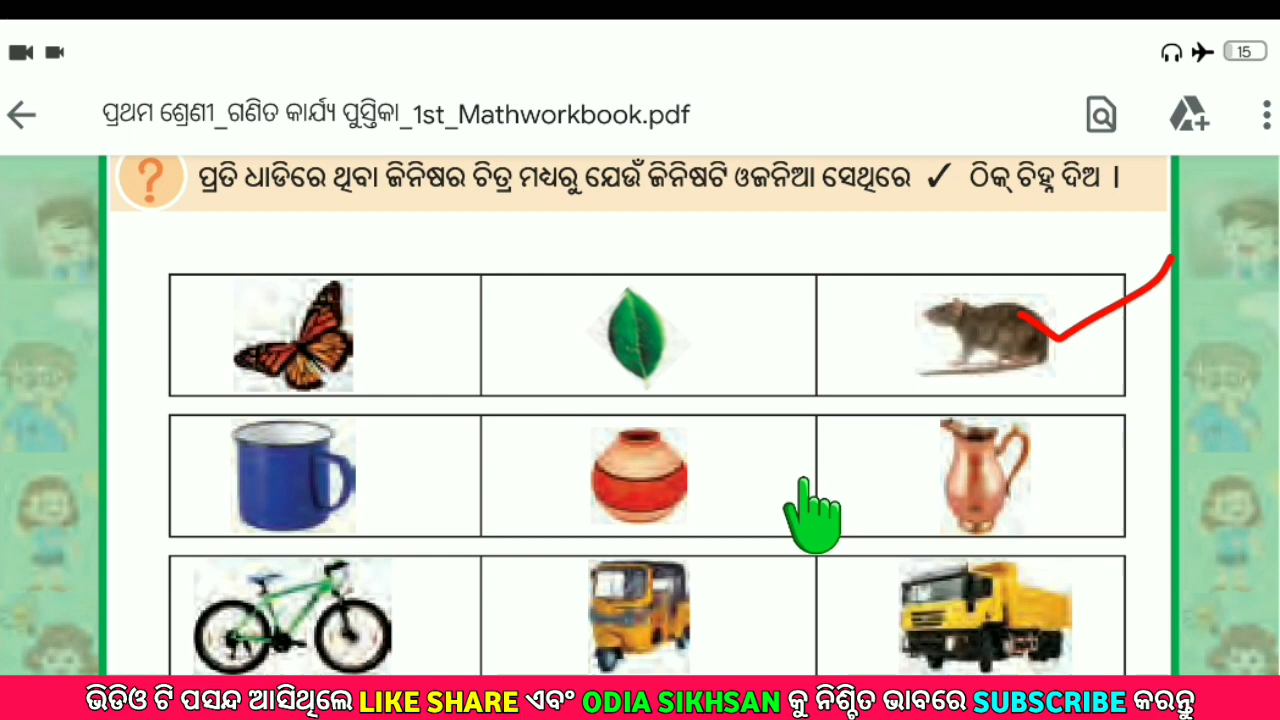 15
ପ୍ରଥମ ଶ୍ରେଣୀ_ଗଣିତ କାର୍ଯ୍ୟ ପୁସ୍ତିକା_1st_Mathworkbook.pdf
? ପ୍ରତି ଧାଡିରେ ଥିବା ଜିନିଷର ଚିତ୍ର ମଧ୍ୟରୁ ଯେଉଁ ଜିନିଷଟି ଓଜନିଆ ସେଥିରେ ✓ ଠିକ୍ ଚିହ୍ନ ଦିଅ ।
ଭିଡିଓ ଟି ପସନ୍ଦ ଆସିଥିଲେ LIKE SHARE ଏବଂ ODIA SIKHSAN କୁ ନିଶ୍ଚିତ ଭାବରେ SUBSCRIBE କରନ୍ତୁ